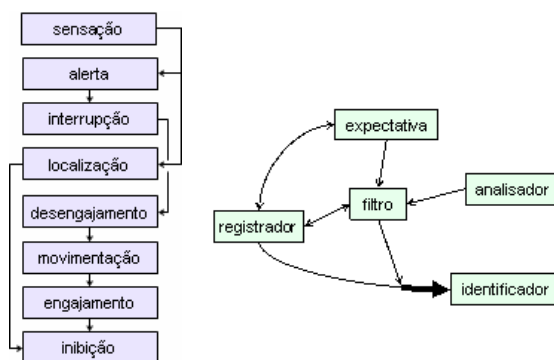 sensação
alerta
interrupção
localização
desengajamento
movimentação
engajamento
inibição
expectativa
analisador
filtro
registrador
identificador